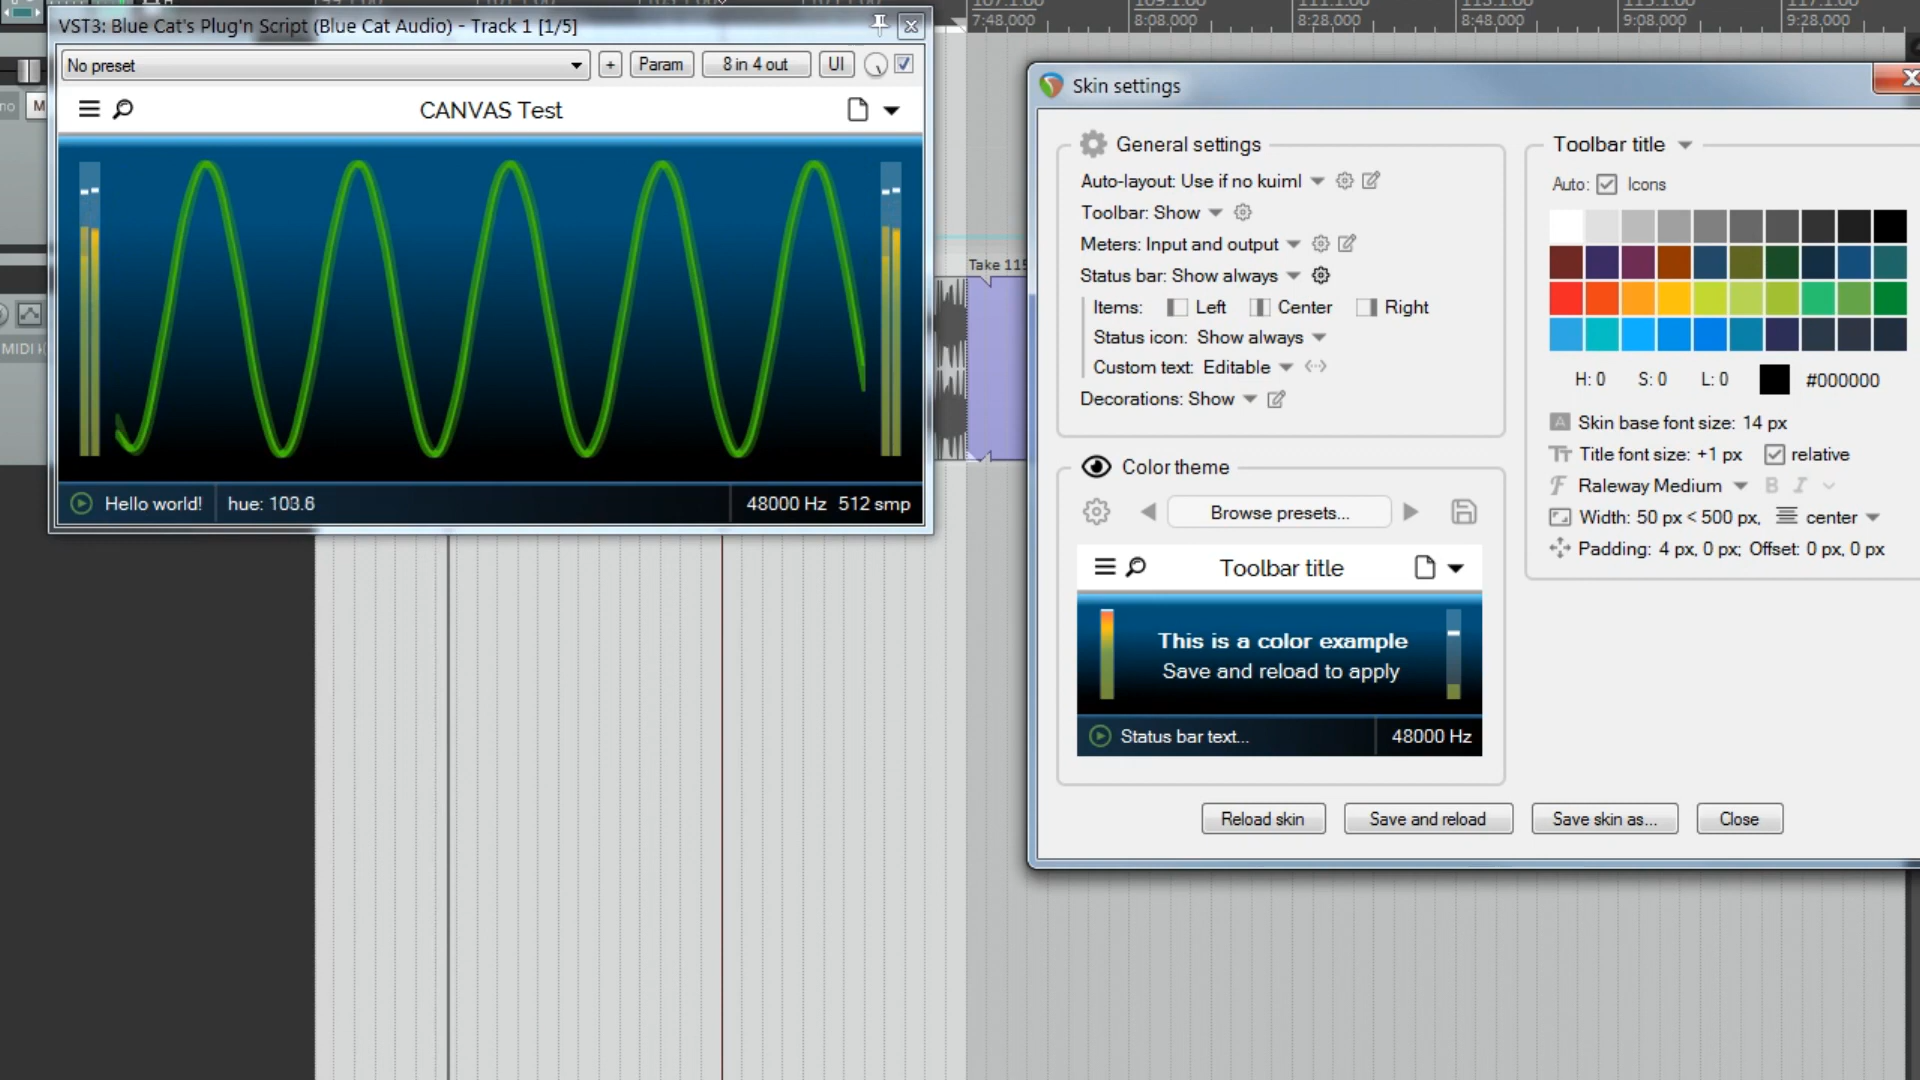 VST3: Blue Cat's Plug'n Script (Blue Cat Audio) - Track 1 [1/5]
No preset
+
Param
8 in 4 out
UI
CANVAS Test
Hello world!
hue: 103.6
48000 Hz 512 smp
7:48.000
8:08.000
8:28.000
8:48.000
9:08.000
9:28.000
M
MIDI
Take 115
Skin settings
General settings
Auto-layout: Use if no kuiml
Toolbar: Show
Meters: Input and output
Status bar: Show always
Items: Left Center Right
Status icon: Show always
Custom text: Editable
Decorations: Show
Color theme
Browse presets...
Toolbar title
This is a color example
Save and reload to apply
Status bar text...
48000 Hz
Toolbar title
Auto: Icons
H: 0 S: 0 L: 0 #000000
Skin base font size: 14 px
Title font size: +1 px relative
Raleway Medium B I
Width: 50 px < 500 px, center
Padding: 4 px, 0 px; Offset: 0 px, 0 px
Reload skin
Save and reload
Save skin as...
Close